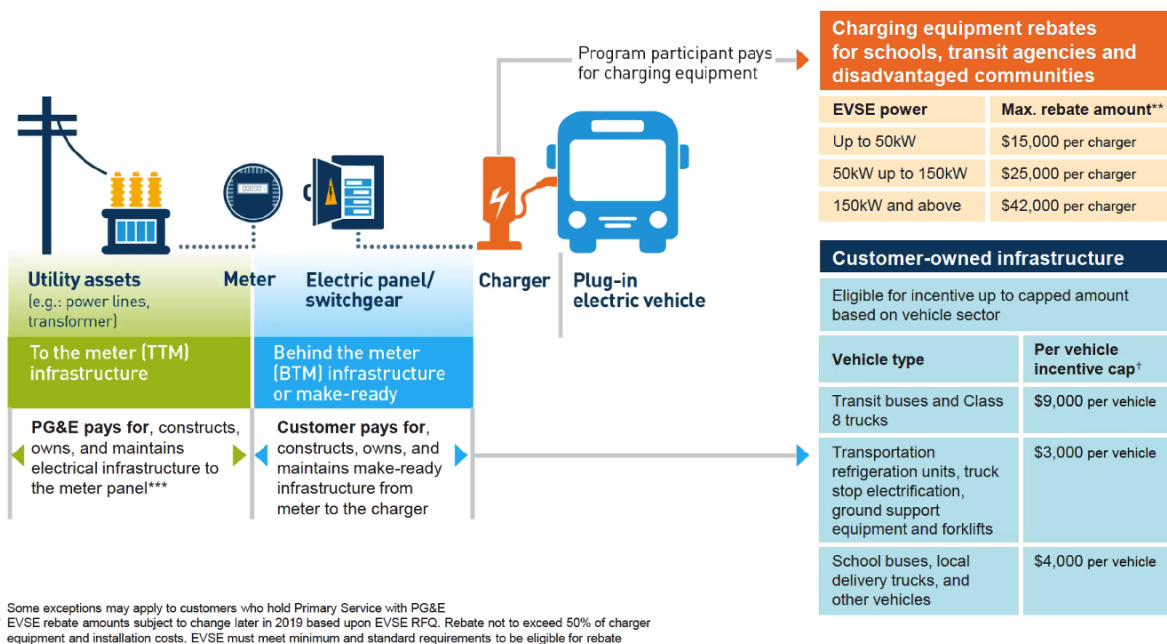 Program participant pays
for charging equipment
Utility assets
(e.g.: power lines,
transformer)
Meter
Electric panel/
switchgear
Charger
Plug-in
electric vehicle
To the meter (TTM)
infrastructure
Behind the meter
(BTM) infrastructure
or make-ready
PG&E pays for, constructs,
owns, and maintains
electrical infrastructure to
the meter panel***
Customer pays for,
constructs, owns, and
maintains make-ready
infrastructure from
meter to the charger
Charging equipment rebates
for schools, transit agencies and
disadvantaged communities
EVSE power Max. rebate amount**
Up to 50kW $15,000 per charger
50kW up to 150kW $25,000 per charger
150kW and above $42,000 per charger
Customer-owned infrastructure
Eligible for incentive up to capped amount
based on vehicle sector
Vehicle type Per vehicle
incentive cap†
Transit buses and Class $9,000 per vehicle
8 trucks
Transportation $3,000 per vehicle
refrigeration units, truck
stop electrification,
ground support
equipment and forklifts
School buses, local $4,000 per vehicle
delivery trucks, and
other vehicles
Some exceptions may apply to customers who hold Primary Service with PG&E
EVSE rebate amounts subject to change later in 2019 based upon EVSE RFQ. Rebate not to exceed 50% of charger
equipment and installation costs. EVSE must meet minimum and standard requirements to be eligible for rebate